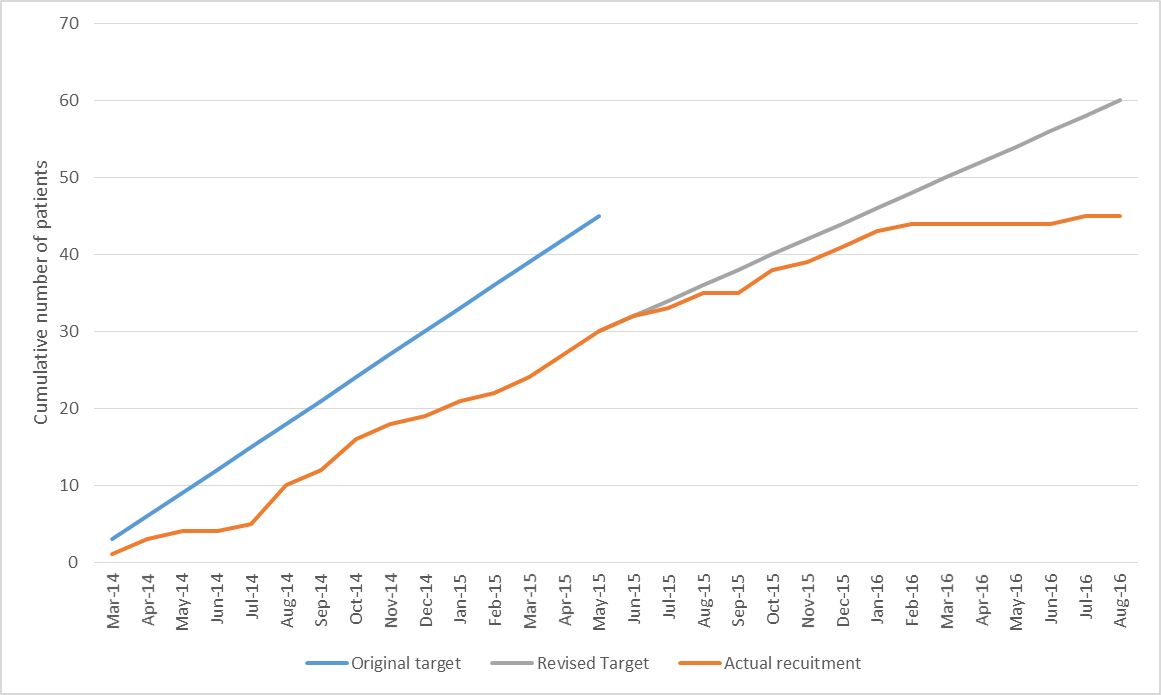 70
60
50
40
30
20
10
0
Cumulative number of patients
Mar-14
Apr-14
May-14
Jun-14
Jul-14
Aug-14
Sep-14
Oct-14
Nov-14
Dec-14
Jan-15
Feb-15
Mar-15
Apr-15
May-15
Jun-15
Jul-15
Aug-15
Sep-15
Oct-15
Nov-15
Dec-15
Jan-16
Feb-16
Mar-16
Apr-16
May-16
Jun-16
Jul-16
Aug-16
Original target
Revised Target
Actual recuitment